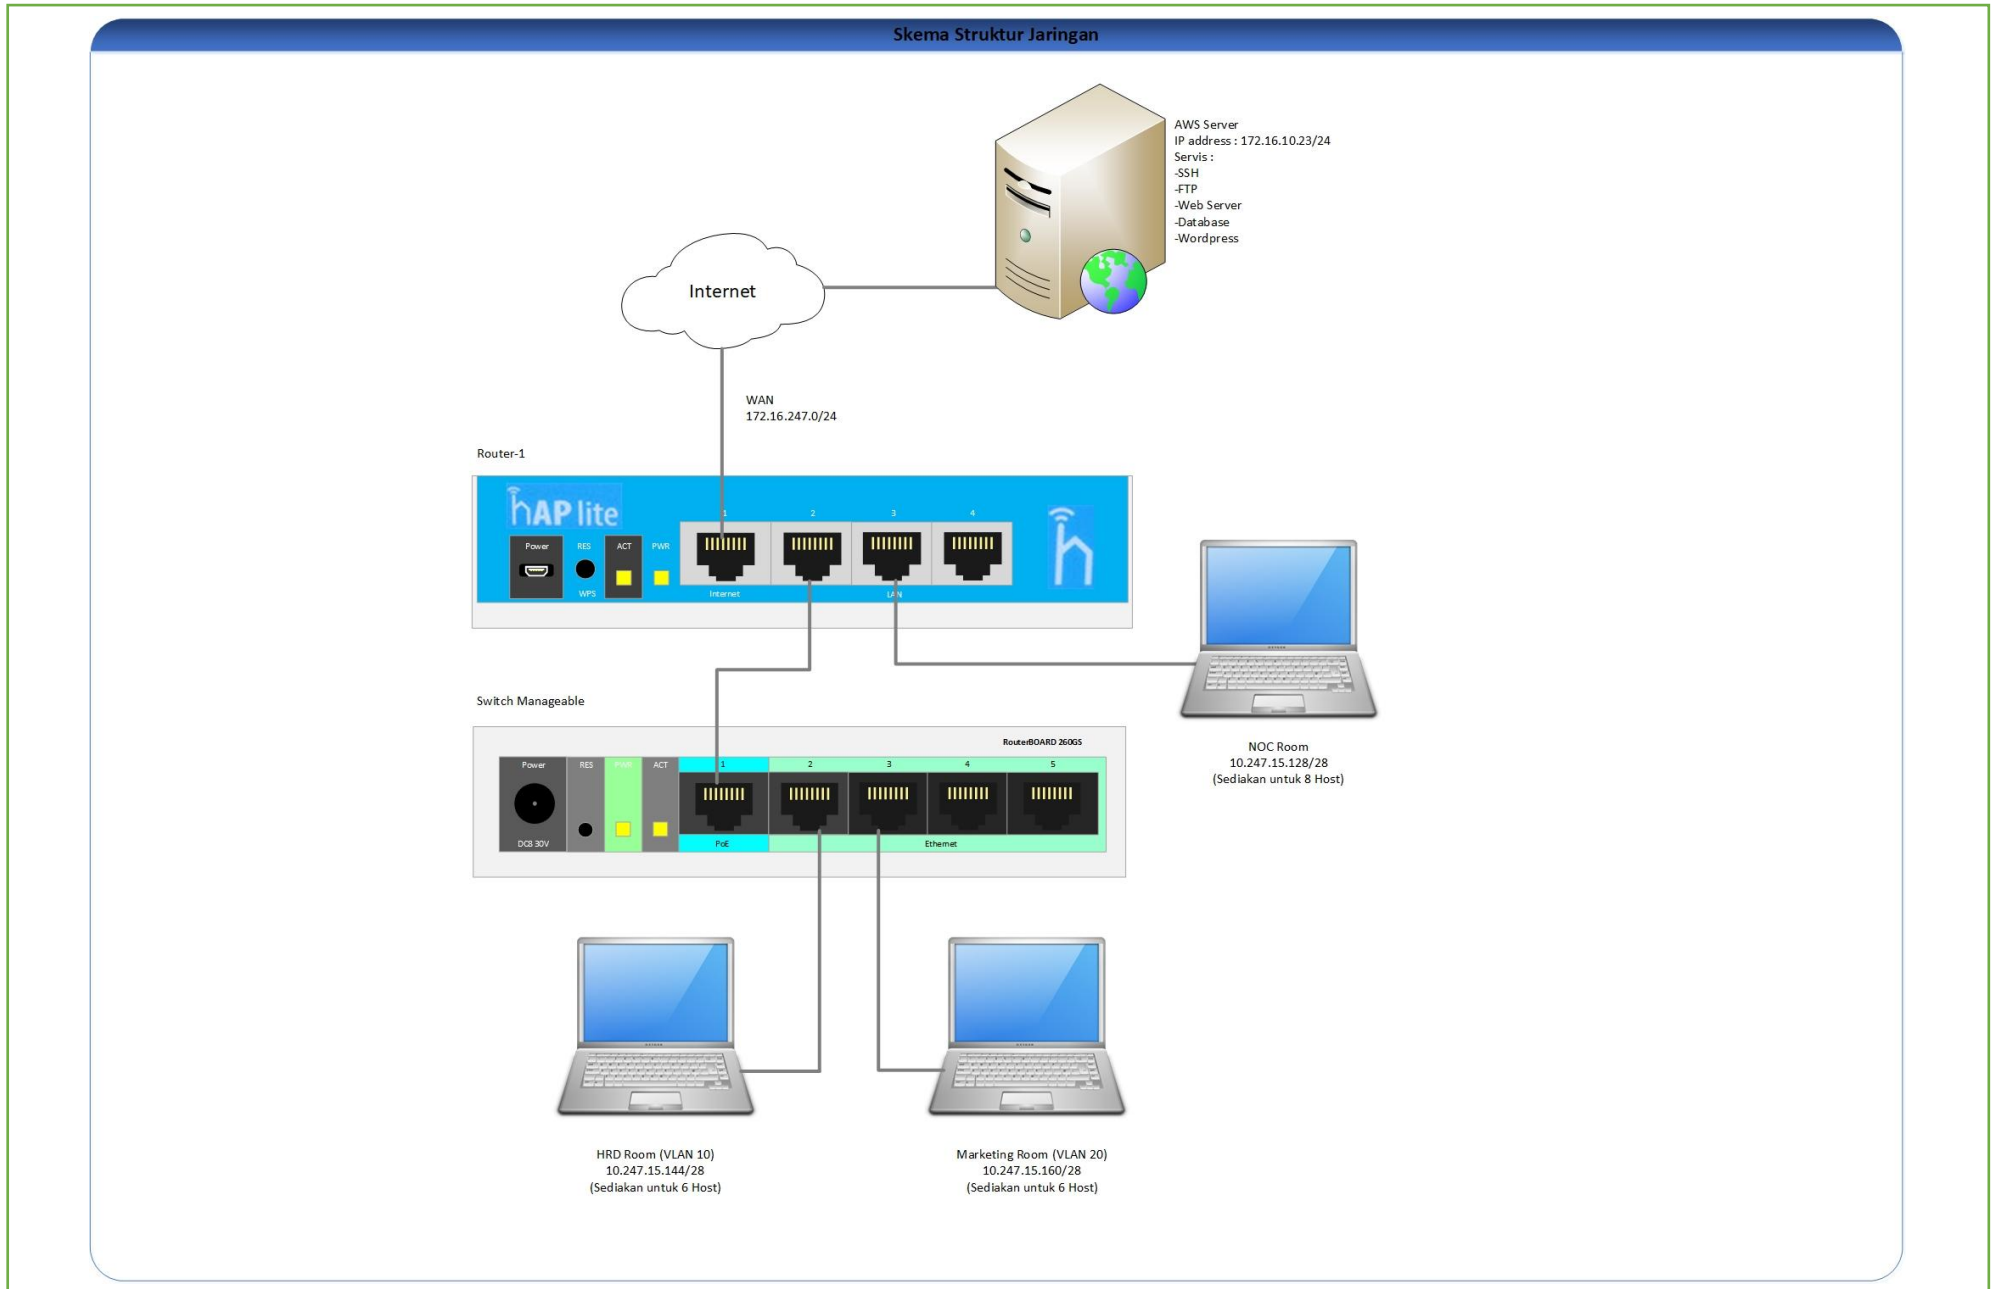 Skema Struktur Jaringan
AWS Server
IP address : 172.16.10.23/24
Servis :
-SSH
-FTP
-Web Server
-Database
-Wordpress
Internet
WAN
172.16.247.0/24
Router-1
hAP lite
1
2
3
4
Power
RES
ACT
PWR
WPS
Internet
LAN
Switch Manageable
NOC Room
10.247.15.128/28
(Sediakan untuk 8 Host)
RouterBOARD 260GS
Power
RES
PWR
ACT
1
2
3
4
5
DC8 30V
PoE
Ethernet
HRD Room (VLAN 10)
10.247.15.144/28
(Sediakan untuk 6 Host)
Marketing Room (VLAN 20)
10.247.15.160/28
(Sediakan untuk 6 Host)